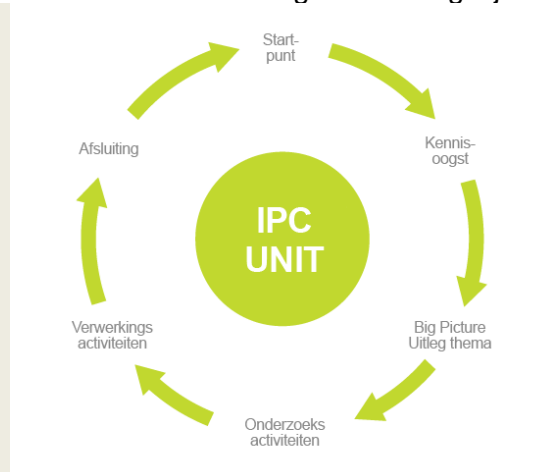 Start-
punt
Kennis-
oogst
Big Picture
Uitleg thema
Onderzoeks
activiteiten
Verwerkings
activiteiten
Afsluiting
IPC
UNIT